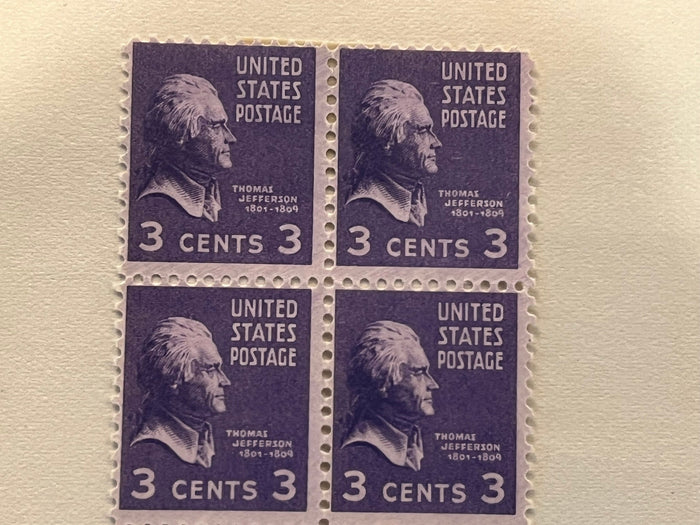 UNITED
STATES
POSTAGE
THOMAS
JEFFERSON
1801-1809
3 CENTS 3
UNITED
STATES
POSTAGE
THOMAS
JEFFERSON
1801-1809
3 CENTS 3
UNITED
STATES
POSTAGE
THOMAS
JEFFERSON
1801-1809
3 CENTS 3
UNITED
STATES
POSTAGE
THOMAS
JEFFERSON
1801-1809
3 CENTS 3